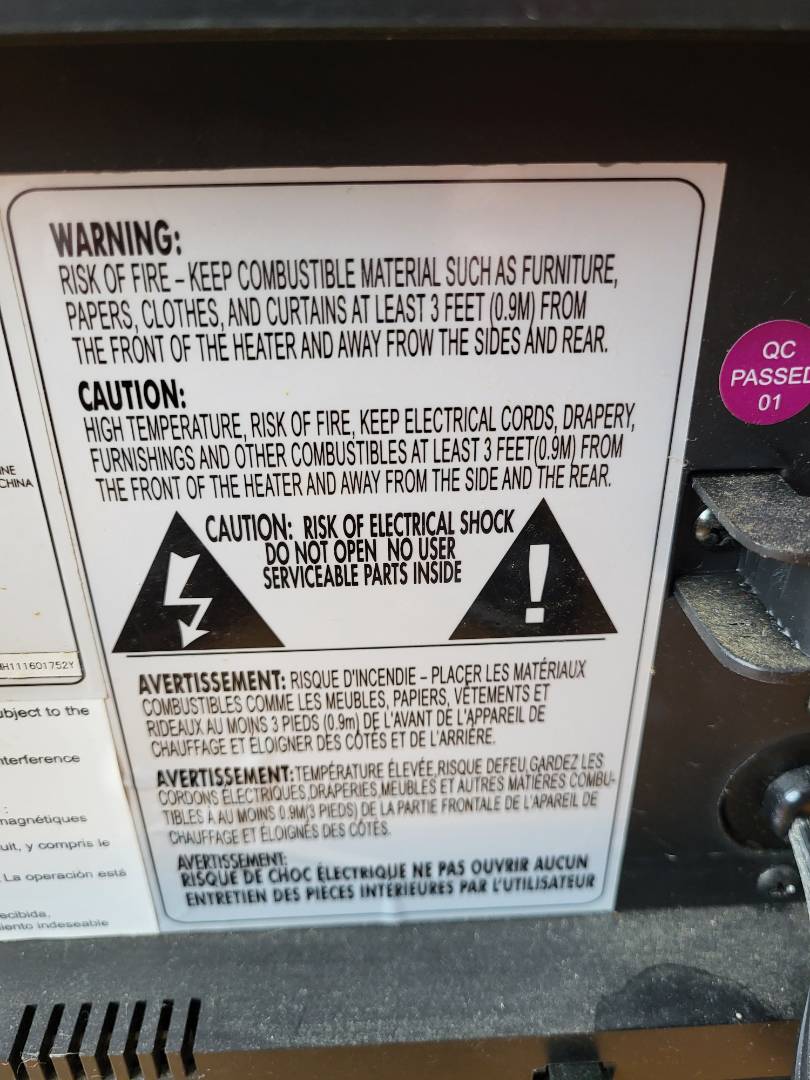 WARNING:
RISK OF FIRE – KEEP COMBUSTIBLE MATERIAL SUCH AS FURNITURE,
PAPERS, CLOTHES, AND CURTAINS AT LEAST 3 FEET (0.9M) FROM
THE FRONT OF THE HEATER AND AWAY FROW THE SIDES AND REAR.
CAUTION:
HIGH TEMPERATURE, RISK OF FIRE, KEEP ELECTRICAL CORDS, DRAPERY,
FURNISHINGS AND OTHER COMBUSTIBLES AT LEAST 3 FEET(0.9M) FROM
THE FRONT OF THE HEATER AND AWAY FROM THE SIDE AND THE REAR.
CAUTION: RISK OF ELECTRICAL SHOCK
DO NOT OPEN NO USER
SERVICEABLE PARTS INSIDE
!
AVERTISSEMENT: RISQUE D'INCENDIE – PLACER LES MATÉRIAUX
COMBUSTIBLES COMME LES MEUBLES, PAPIERS, VÊTEMENTS ET
RIDEAUX AU MOINS 3 PIEDS (0.9m) DE L'AVANT DE L'APPAREIL DE
CHAUFFAGE ET ÉLOIGNER DES CÔTÉS ET DE L'ARRIÈRE.
AVERTISSEMENT:TEMPÉRATURE ÉLEVÉE,RISQUE DEFEU,GARDEZ LES
CORDONS ÉLECTRIQUES,DRAPERIES,MEUBLES ET AUTRES MATIÈRES COMBU-
TIBLES A AU MOINS 0.9M(3 PIEDS) DE LA PARTIE FRONTALE DE L'APAREIL DE
CHAUFFAGE ET ÉLOIGNÉS DES CÔTÉS.
AVERTISSEMENT:
RISQUE DE CHOC ÉLECTRIQUE NE PAS OUVRIR AUCUN
ENTRETIEN DES PIÈCES INTÉRIEURES PAR L'UTILISATEUR
QC
PASSED
01
CHINA
ubject to the
nterference
nagnétiques
uit, y compris le
. La operación está
ecibida,
iento indeseable